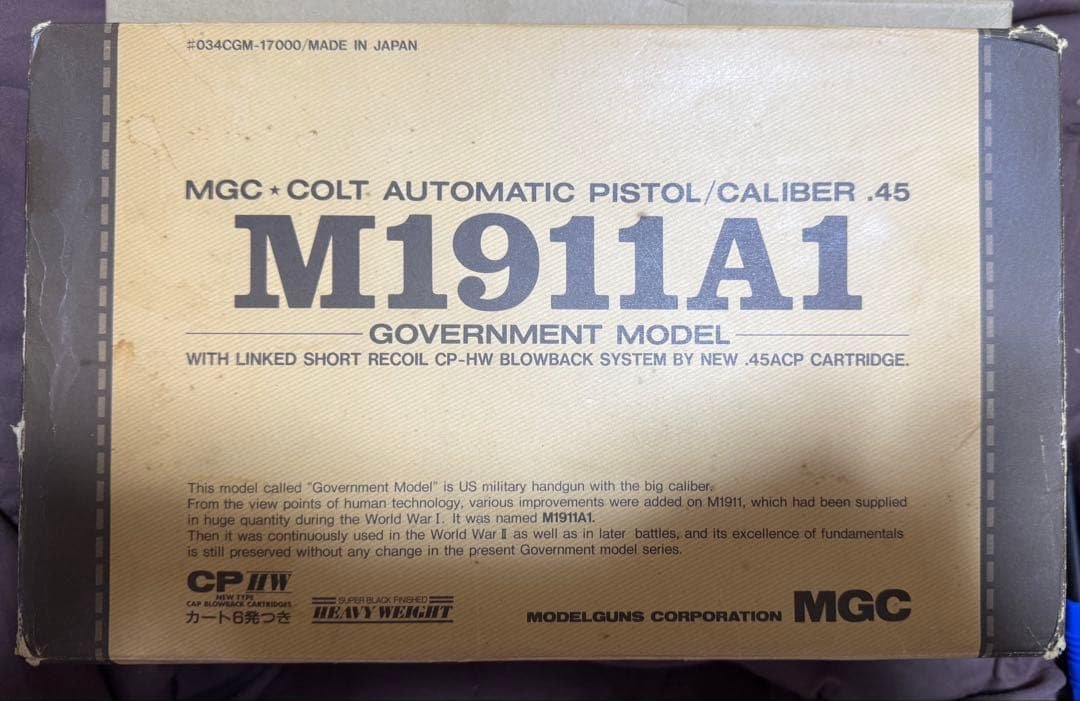 #034CGM-17000/MADE IN JAPAN
MGC★COLT AUTOMATIC PISTOL/CALIBER .45
M1911A1
GOVERNMENT MODEL
WITH LINKED SHORT RECOIL CP-HW BLOWBACK SYSTEM BY NEW .45ACP CARTRIDGE.
This model called "Government Model" is US military handgun with the big caliber.
From the view points of human technology, various improvements were added on M1911, which had been supplied
in huge quantity during the World War I. It was named M1911A1.
Then it was continuously used in the World War II as well as in later battles, and its excellence of fundamentals
is still preserved without any change in the present Government model series.
CP HW
NEW TYPE
CAP BLOWBACK CARTRIDGES
カート6発つき
SUPER BLACK FINISHED
HEAVY WEIGHT
MODELGUNS CORPORATION MGC